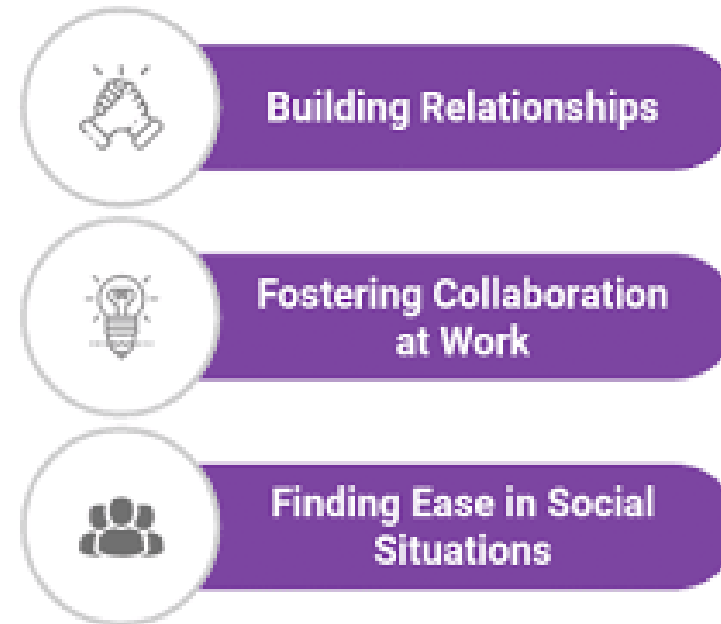 Building Relationships
Fostering Collaboration
at Work
Finding Ease in Social
Situations